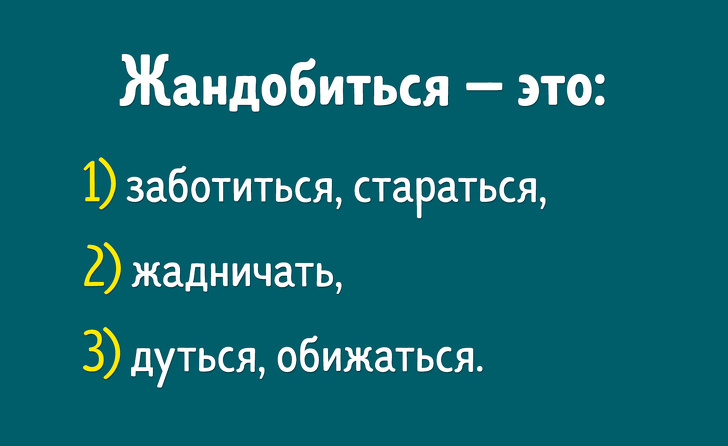 Жандобиться — это:
1) заботиться, стараться,
2) жадничать,
3) дуться, обижаться.